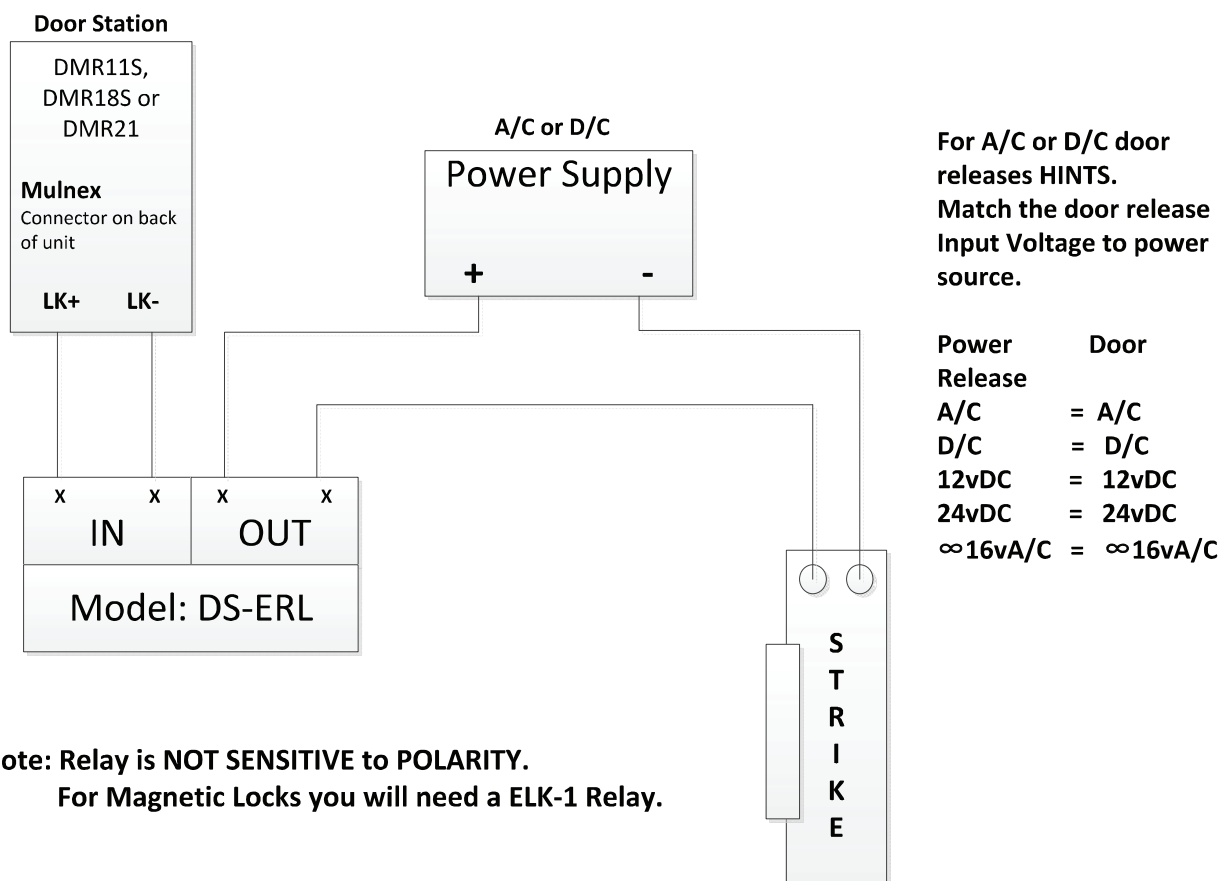 Door Station
DMR11S,
DMR18S or
DMR21
Mulnex
Connector on back
of unit
LK+ LK-
A/C or D/C
Power Supply
+ -
For A/C or D/C door
releases HINTS.
Match the door release
Input Voltage to power
source.
Power Door
Release
A/C = A/C
D/C = D/C
12vDC = 12vDC
24vDC = 24vDC
∞16vA/C = ∞16vA/C
X X X X
IN OUT
Model: DS-ERL
S
T
R
I
K
E
ote: Relay is NOT SENSITIVE to POLARITY.
For Magnetic Locks you will need a ELK-1 Relay.